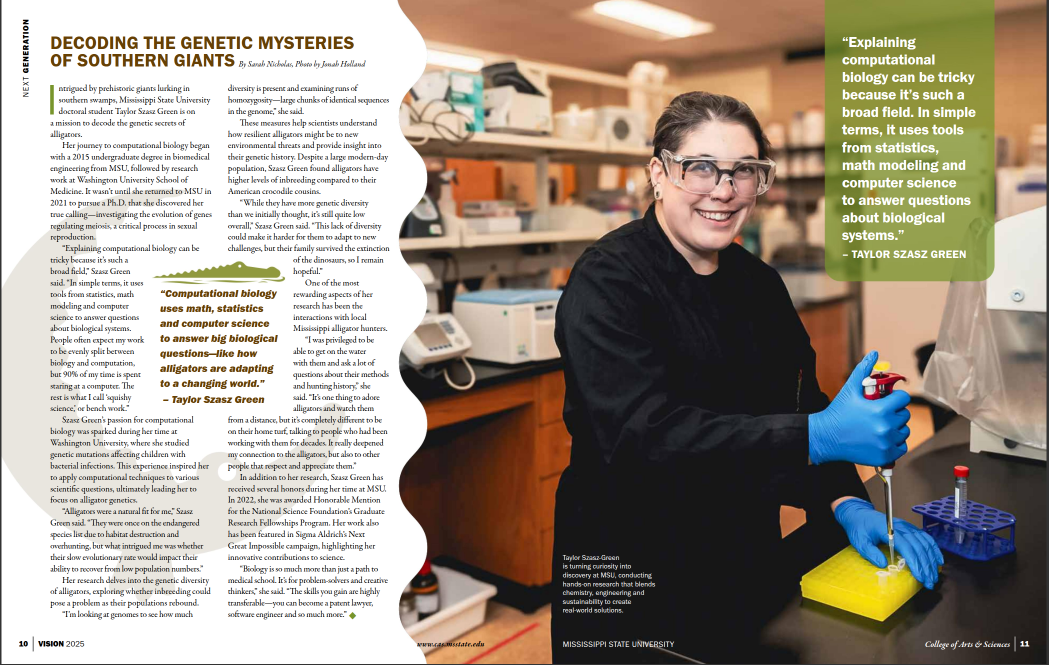 NEXT GENERATION
DECODING THE GENETIC MYSTERIES
OF SOUTHERN GIANTS By Sarah Nicholas, Photo by Jonah Holland
Intrigued by prehistoric giants lurking in
southern swamps, Mississippi State University
doctoral student Taylor Szasz Green is on
a mission to decode the genetic secrets of
alligators.
Her journey to computational biology began
with a 2015 undergraduate degree in biomedical
engineering from MSU, followed by research
work at Washington University School of
Medicine. It wasn't until she returned to MSU in
2021 to pursue a Ph.D. that she discovered her
true calling—investigating the evolution of genes
regulating meiosis, a critical process in sexual
reproduction.
"Explaining computational biology can be
tricky because it's such a
broad field," Szasz Green
said. "In simple terms, it uses
tools from statistics, math
modeling and computer
science to answer questions
about biological systems.
People often expect my work
to be evenly split between
biology and computation,
but 90% of my time is spent
staring at a computer. The
rest is what I call 'squishy
science,' or bench work."
Szasz Green's passion for computational
biology was sparked during her time at
Washington University, where she studied
genetic mutations affecting children with
bacterial infections. This experience inspired her
to apply computational techniques to various
scientific questions, ultimately leading her to
focus on alligator genetics.
"Alligators were a natural fit for me," Szasz
Green said. "They were once on the endangered
species list due to habitat destruction and
overhunting, but what intrigued me was whether
their slow evolutionary rate would impact their
ability to recover from low population numbers."
Her research delves into the genetic diversity
of alligators, exploring whether inbreeding could
pose a problem as their populations rebound.
"I'm looking at genomes to see how much
diversity is present and examining runs of
homozygosity—large chunks of identical sequences
in the genome," she said.
These measures help scientists understand
how resilient alligators might be to new
environmental threats and provide insight into
their genetic history. Despite a large modern-day
population, Szasz Green found alligators have
higher levels of inbreeding compared to their
American crocodile cousins.
"While they have more genetic diversity
than we initially thought, it's still quite low
overall," Szasz Green said. "This lack of diversity
could make it harder for them to adapt to new
challenges, but their family survived the extinction
of the dinosaurs, so I remain
hopeful."
One of the most
rewarding aspects of her
research has been the
interactions with local
Mississippi alligator hunters.
"I was privileged to be
able to get on the water
with them and ask a lot of
questions about their methods
and hunting history," she
said. "It's one thing to adore
alligators and watch them
from a distance, but it's completely different to be
on their home turf, talking to people who had been
working with them for decades. It really deepened
my connection to the alligators, but also to other
people that respect and appreciate them."
In addition to her research, Szasz Green has
received several honors during her time at MSU.
In 2022, she was awarded Honorable Mention
for the National Science Foundation's Graduate
Research Fellowships Program. Her work also
has been featured in Sigma Aldrich's Next
Great Impossible campaign, highlighting her
innovative contributions to science.
"Biology is so much more than just a path to
medical school. It's for problem-solvers and creative
thinkers," she said. "The skills you gain are highly
transferable—you can become a patent lawyer,
software engineer and so much more."
"Computational biology
uses math, statistics
and computer science
to answer big biological
questions—like how
alligators are adapting
to a changing world."
– Taylor Szasz Green
"Explaining
computational
biology can be tricky
because it's such a
broad field. In simple
terms, it uses tools
from statistics,
math modeling and
computer science
to answer questions
about biological
systems."
– TAYLOR SZASZ GREEN
Taylor Szasz-Green
is turning curiosity into
discovery at MSU, conducting
hands-on research that blends
chemistry, engineering and
sustainability to create
real-world solutions.
10 VISION 2025
www.cas.msstate.edu
MISSISSIPPI STATE UNIVERSITY
College of Arts & Sciences 11